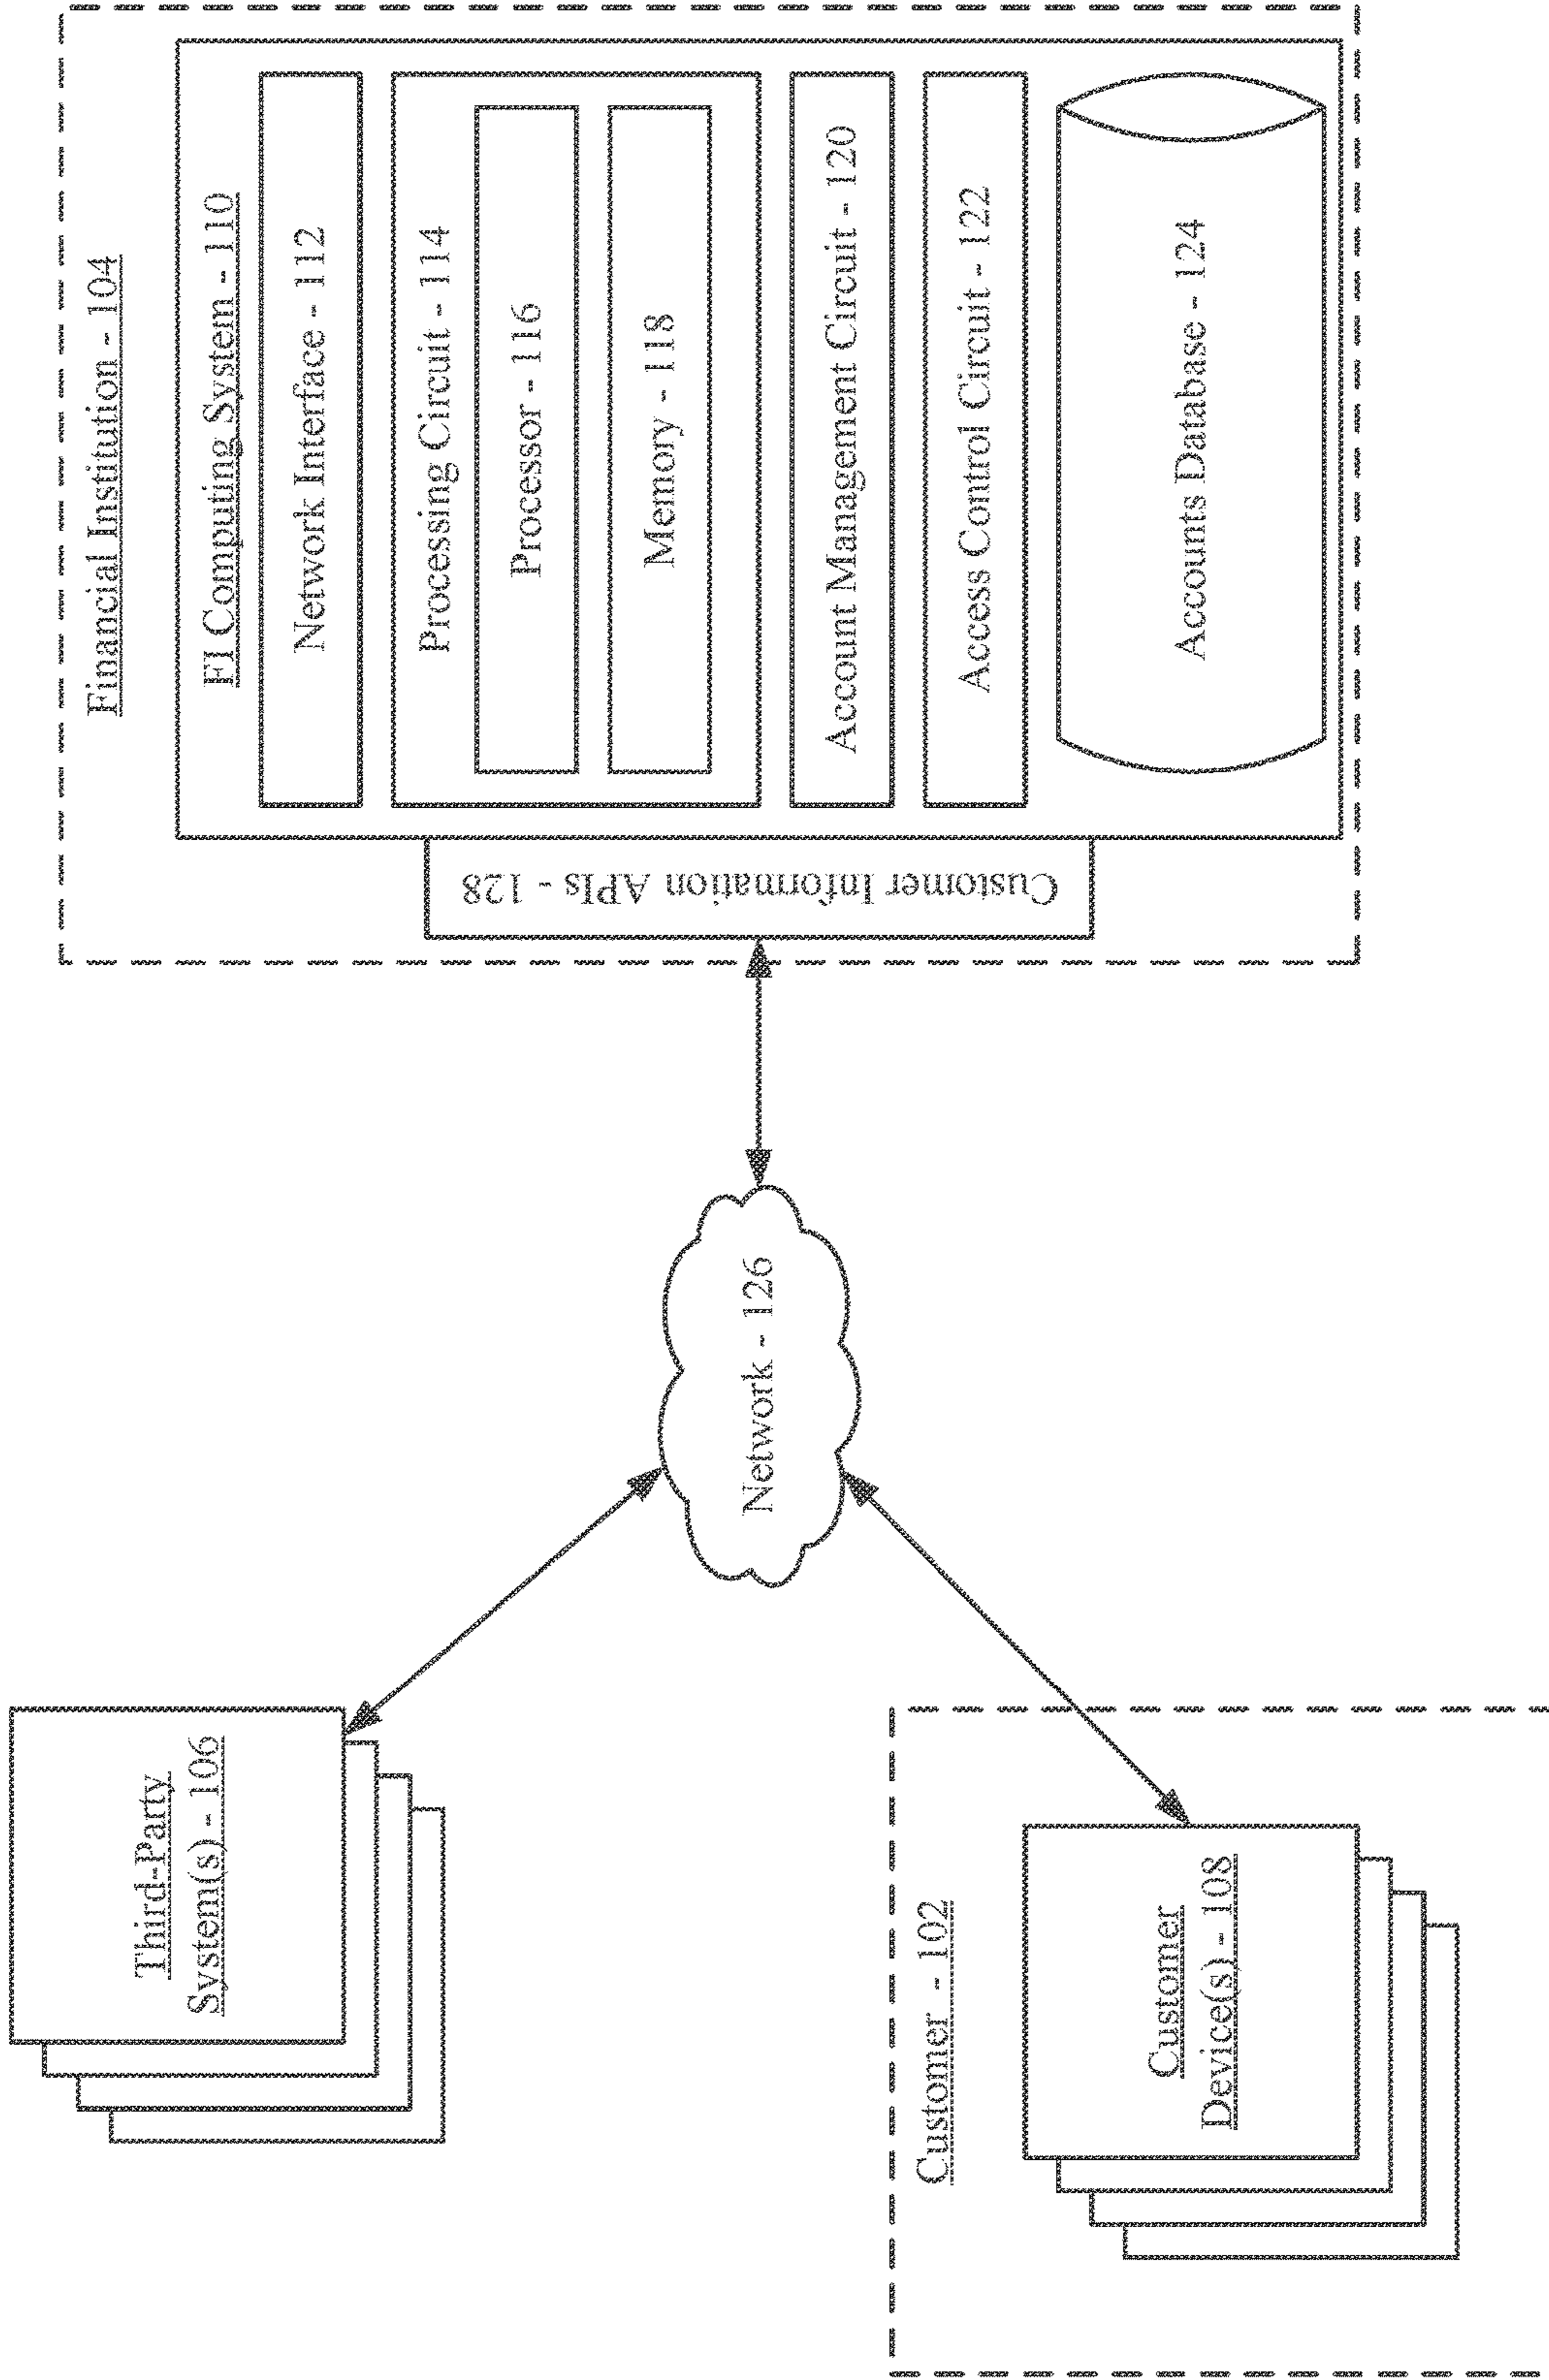 Third-Party
System(s) - 106
Customer - 102
Customer
Device(s) - 108
Network - 126
Financial Institution - 104
Customer Information APIs - 128
FI Computing System - 110
Network Interface - 112
Processing Circuit - 114
Processor - 116
Memory - 118
Account Management Circuit - 120
Access Control Circuit - 122
Accounts Database - 124